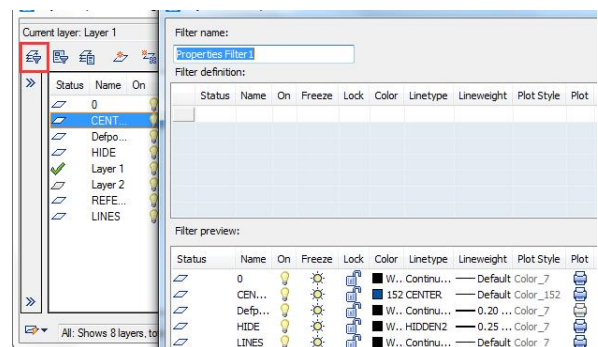 Current layer: Layer 1
Status Name On
0
CENT...
Defpo...
HIDE
Layer 1
Layer 2
REFE...
LINES
All: Shows 8 layers, to
Filter name:
Properties Filter1
Filter definition:
Status Name On Freeze Lock Color Linetype Lineweight Plot Style Plot
Filter preview:
Status Name On Freeze Lock Color Linetype Lineweight Plot Style Plot
0 W... Continu... Default Color_7
CEN... 152 CENTER Default Color_152
Defp... W... Continu... 0.20 ... Color_7
HIDE W... HIDDEN2 0.25 ... Color_7
LINES W... Continu... Default Color_7